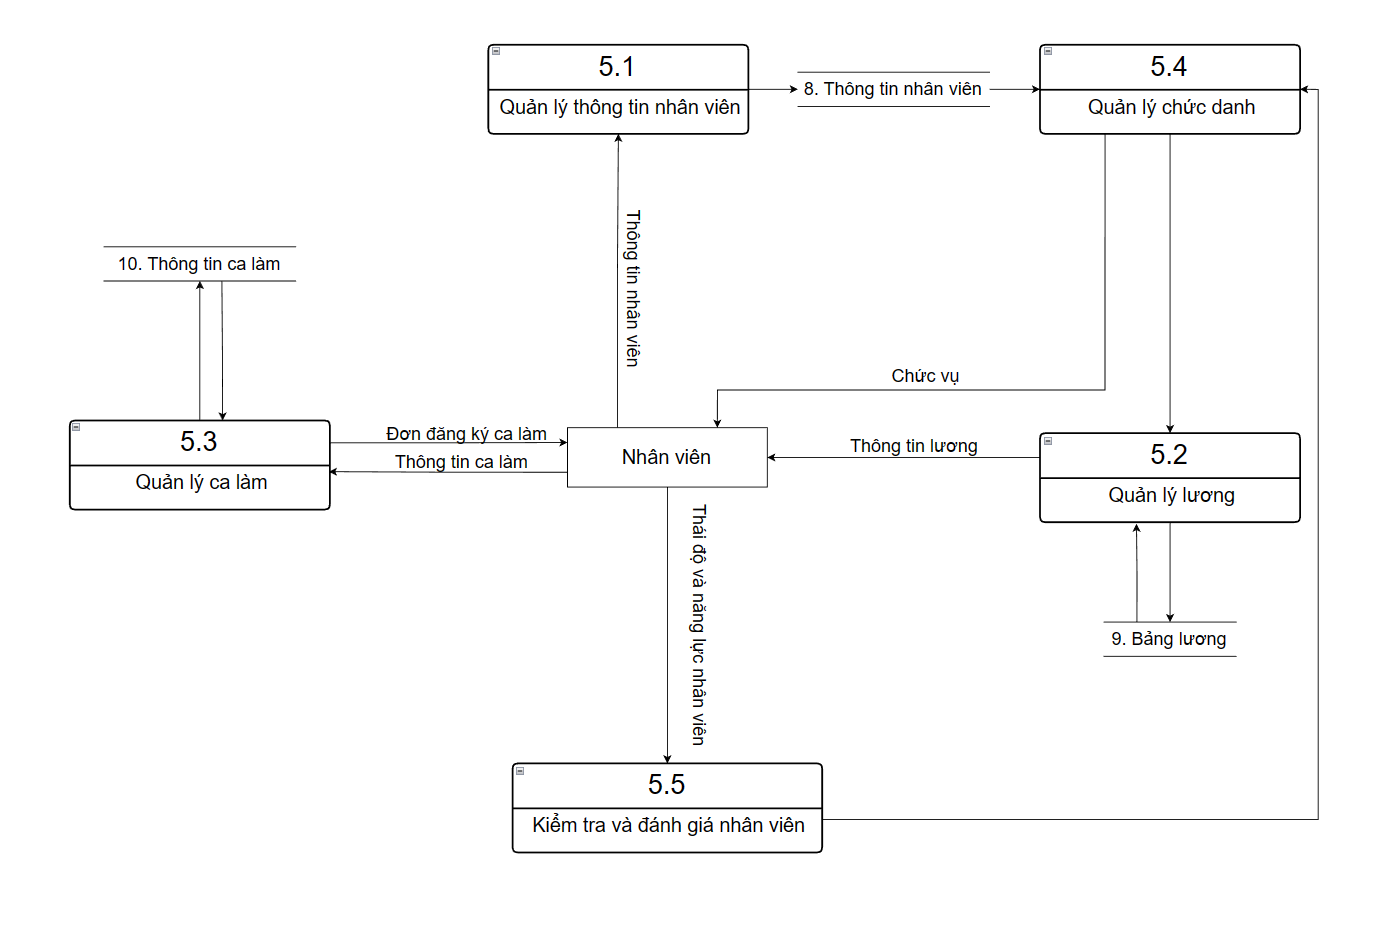 5.1
Quản lý thông tin nhân viên
8. Thông tin nhân viên
5.4
Quản lý chức danh
Thông tin nhân viên
10. Thông tin ca làm
Chức vụ
5.3
Quản lý ca làm
Đơn đăng ký ca làm
Thông tin ca làm
Nhân viên
Thông tin lương
5.2
Quản lý lương
Thái độ và năng lực nhân viên
9. Bảng lương
5.5
Kiểm tra và đánh giá nhân viên